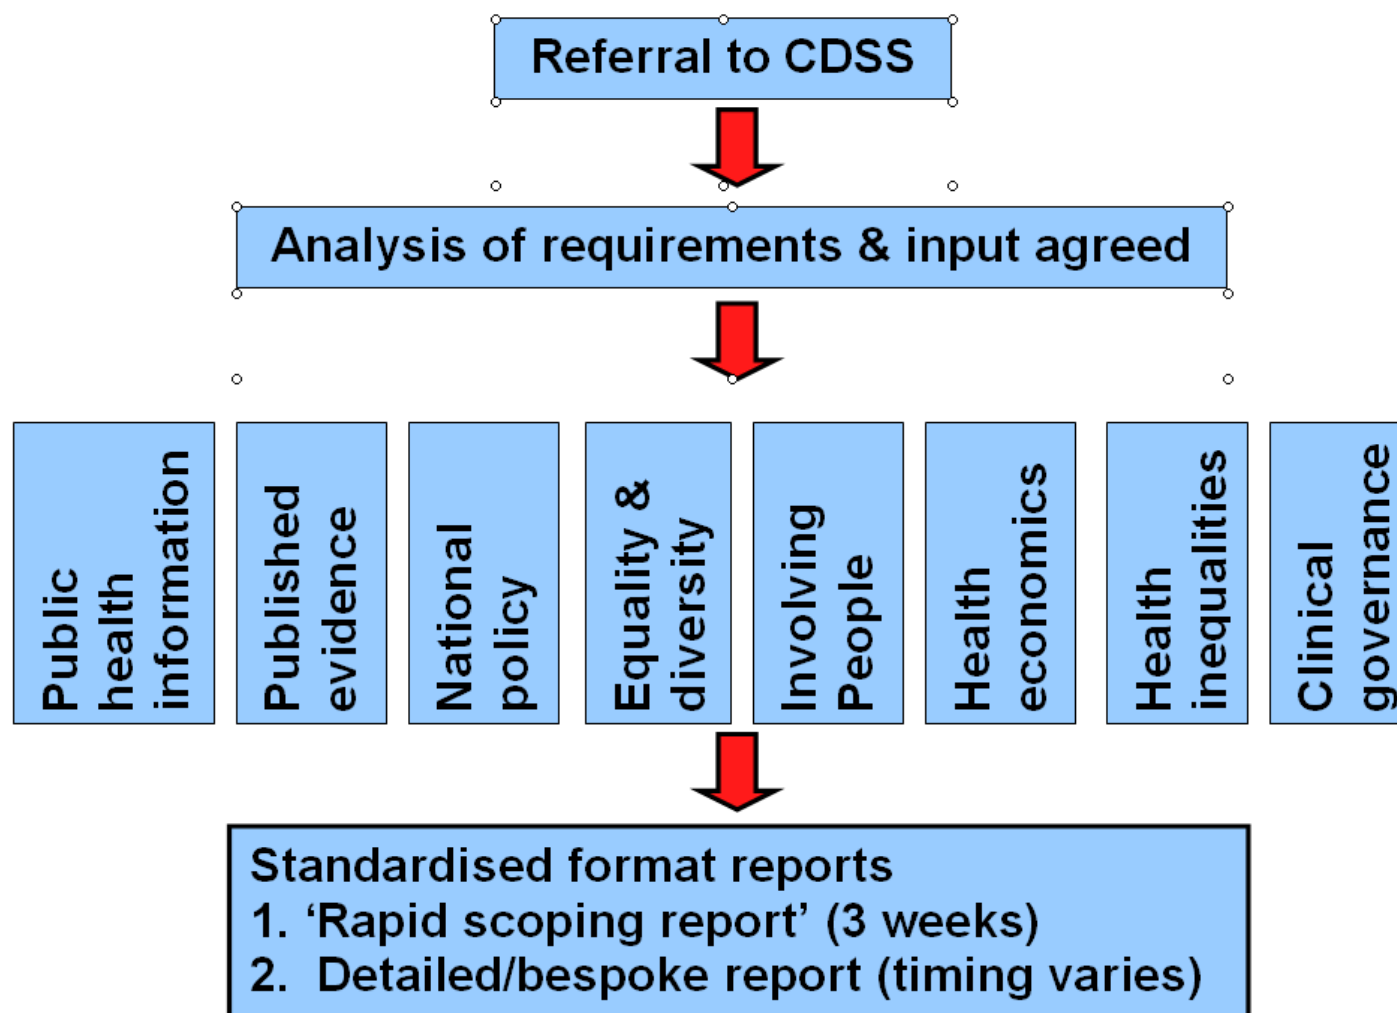 Referral to CDSS
Analysis of requirements & input agreed
Public
health
information
Published
evidence
National
policy
Equality &
diversity
Involving
People
Health
economics
Health
inequalities
Clinical
governance
Standardised format reports
1. ‘Rapid scoping report’ (3 weeks)
2.  Detailed/bespoke report (timing varies)